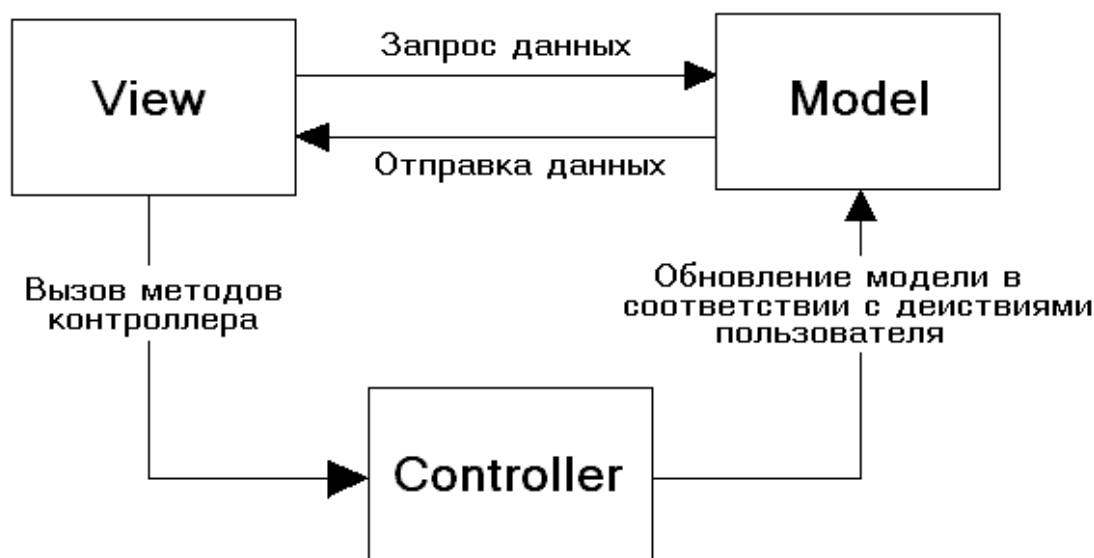 Запрос данных
View
Model
Отправка данных
Вызов методов
контроллера
Обновление модели в
соответствии с деиствиями
пользователя
Controller